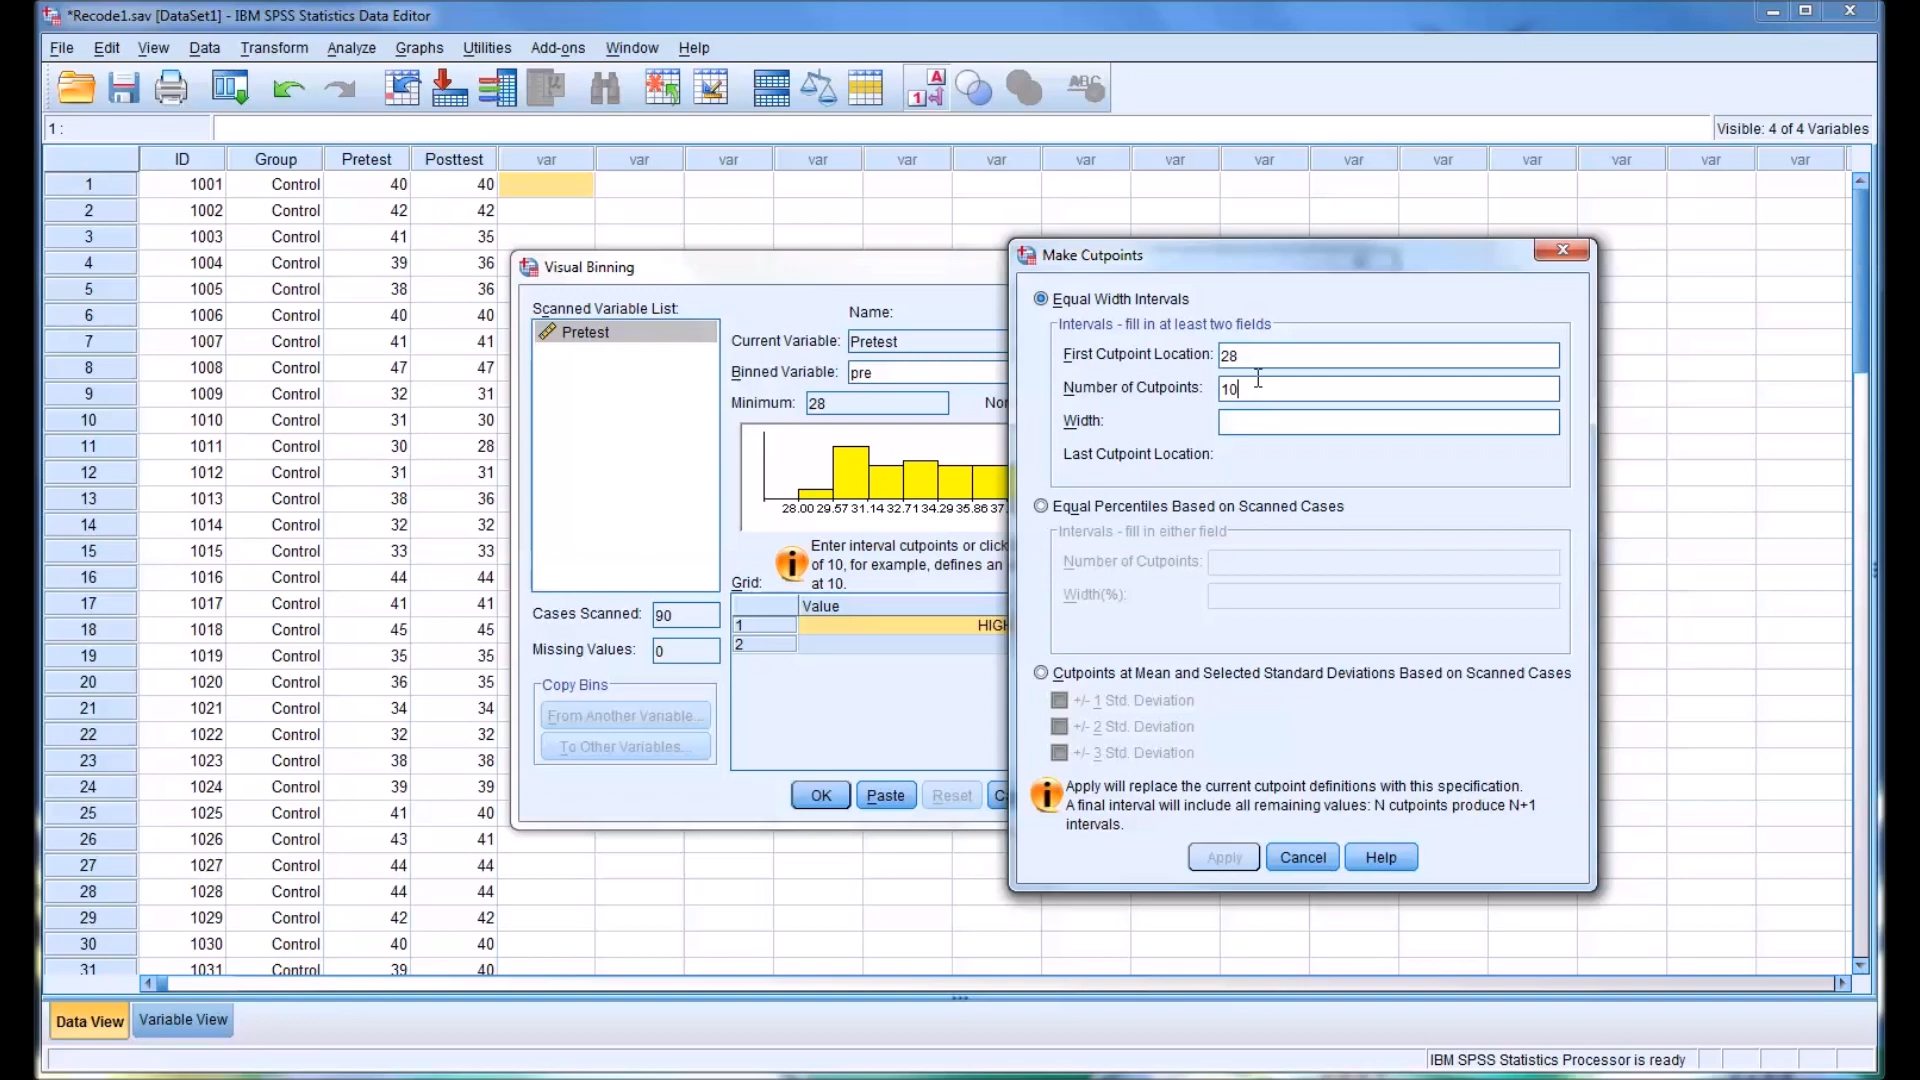 *Recode1.sav [DataSet1] - IBM SPSS Statistics Data Editor
File Edit View Data Transform Analyze Graphs Utilities Add-ons Window Help
1 :
Visible: 4 of 4 Variables
ID Group Pretest Posttest var var var var var var var var var var var var var var var
1 1001 Control 40 40
2 1002 Control 42 42
3 1003 Control 41 35
4 1004 Control 39 36
5 1005 Control 38 36
6 1006 Control 40 40
7 1007 Control 41 41
8 1008 Control 47 47
9 1009 Control 32 31
10 1010 Control 31 30
11 1011 Control 30 28
12 1012 Control 31 31
13 1013 Control 38 36
14 1014 Control 32 32
15 1015 Control 33 33
16 1016 Control 44 44
17 1017 Control 41 41
18 1018 Control 45 45
19 1019 Control 35 35
20 1020 Control 36 35
21 1021 Control 34 34
22 1022 Control 32 32
23 1023 Control 38 38
24 1024 Control 39 39
25 1025 Control 41 40
26 1026 Control 43 41
27 1027 Control 44 44
28 1028 Control 44 44
29 1029 Control 42 42
30 1030 Control 40 40
31 1031 Control 39 40
Visual Binning
Scanned Variable List:
Pretest
Name:
Current Variable: Pretest
Binned Variable: pre
Minimum: 28
28.00 29.57 31.14 32.71 34.29 35.86 37
Enter interval cutpoints or click
of 10, for example, defines an
at 10.
Grid:
Value
1 HIGH
2
Cases Scanned: 90
Missing Values: 0
Copy Bins
From Another Variable...
To Other Variables...
OK Paste Reset
Make Cutpoints
Equal Width Intervals
Intervals - fill in at least two fields
First Cutpoint Location: 28
Number of Cutpoints: 10
Width:
Last Cutpoint Location:
Equal Percentiles Based on Scanned Cases
Intervals - fill in either field
Number of Cutpoints:
Width(%):
Cutpoints at Mean and Selected Standard Deviations Based on Scanned Cases
+/- 1 Std. Deviation
+/- 2 Std. Deviation
+/- 3 Std. Deviation
Apply will replace the current cutpoint definitions with this specification.
A final interval will include all remaining values: N cutpoints produce N+1
intervals.
Apply Cancel Help
Data View Variable View
IBM SPSS Statistics Processor is ready